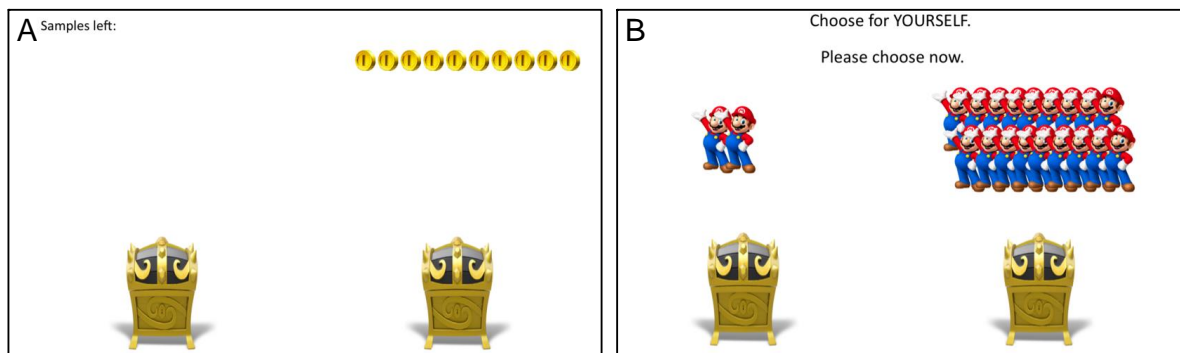 A
Samples left:
B
Choose for YOURSELF.
Please choose now.